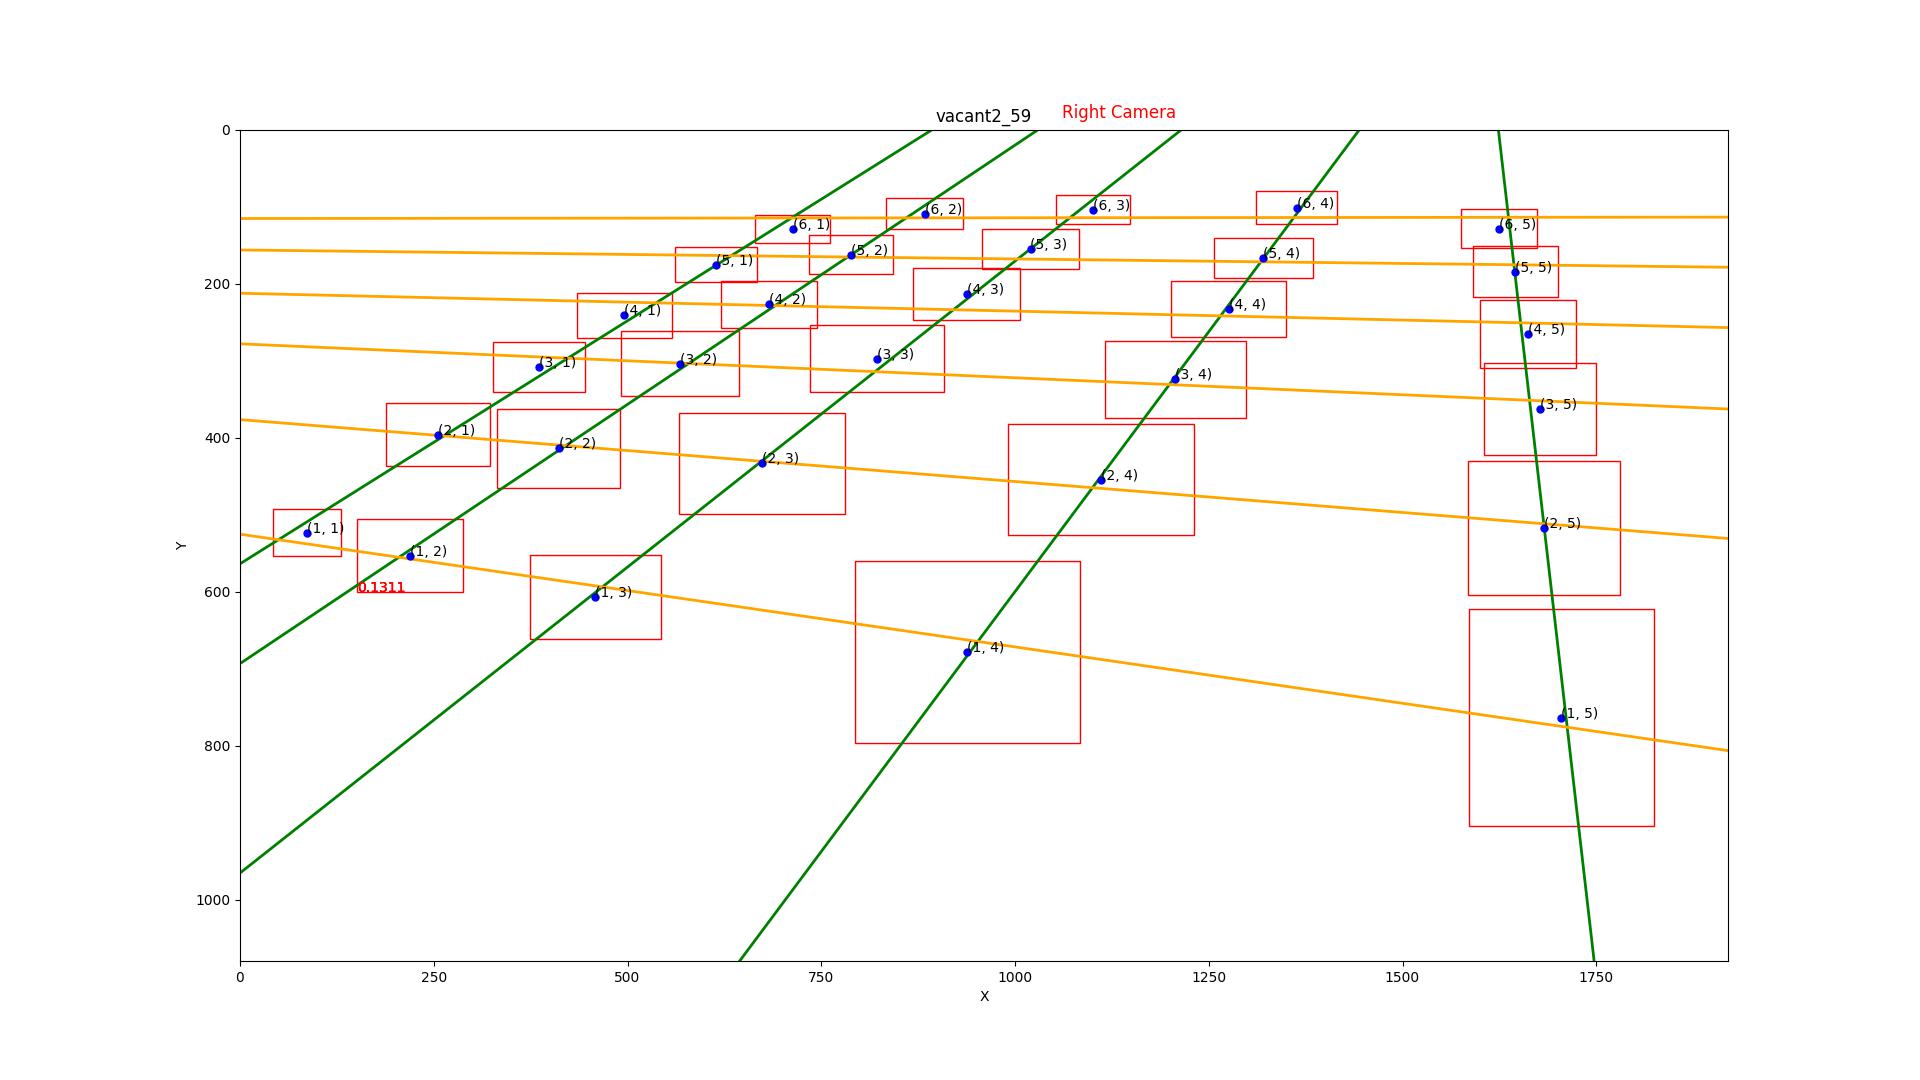 vacant2_59 Right Camera
0
(6, 1) (6, 2) (6, 3) (6, 4) (6, 5)
(5, 1) (5, 2) (5, 3) (5, 4) (5, 5)
200
(4, 1) (4, 2) (4, 3) (4, 4) (4, 5)
(3, 1) (3, 2) (3, 3) (3, 4) (3, 5)
400
(2, 1) (2, 2) (2, 3) (2, 4) (2, 5)
(1, 1) (1, 2) (1, 3) (1, 4) (1, 5)
Y
0.1311
600
800
1000
0 250 500 750 1000 1250 1500 1750
X